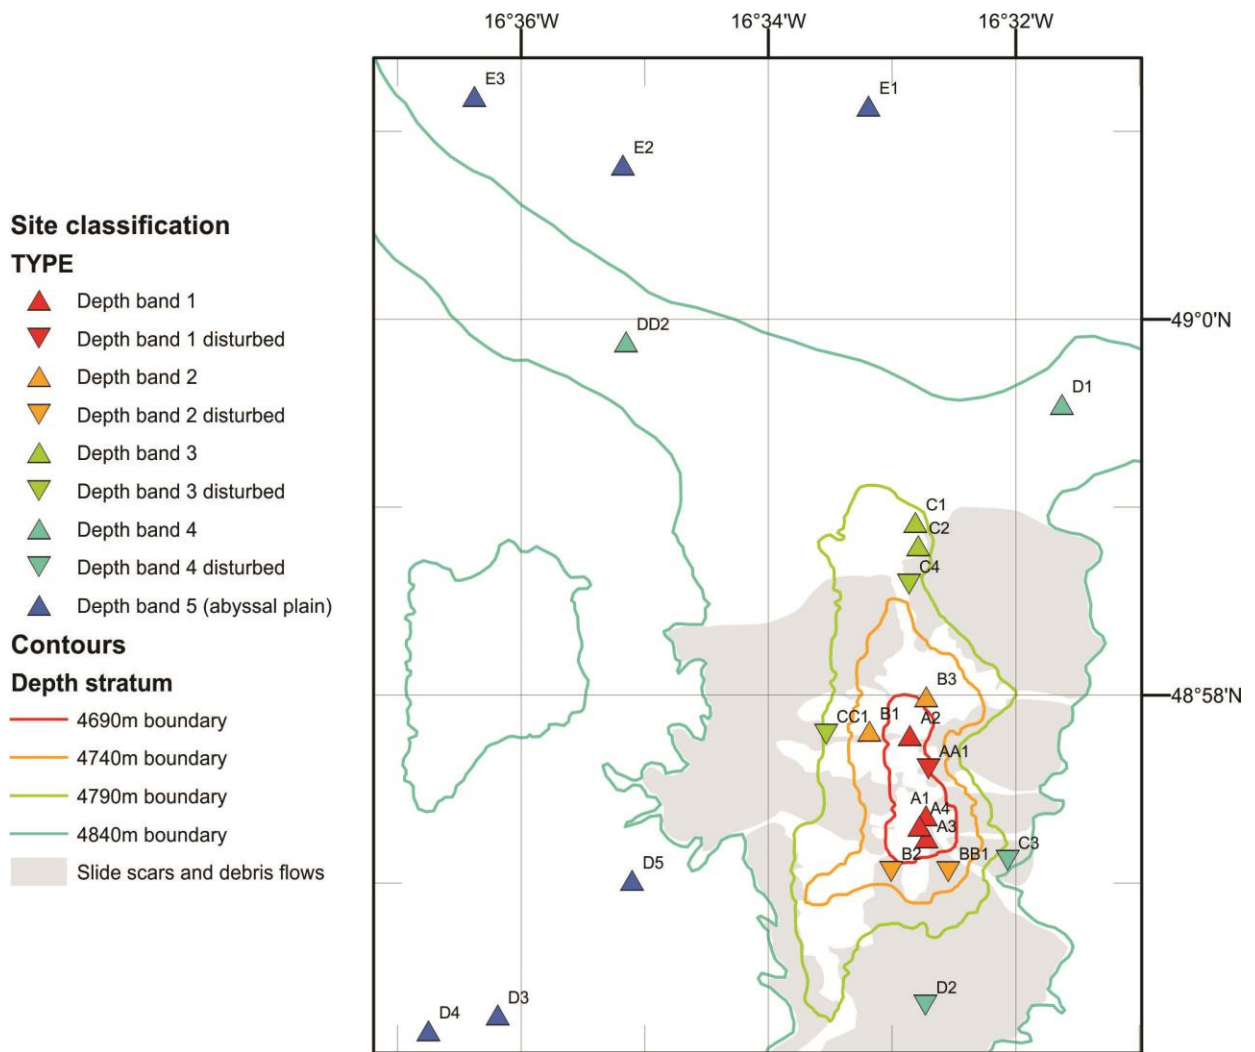 16°36'W
16°34'W
16°32'W
E3
E1
E2
Site classification
TYPE
Depth band 1
Depth band 1 disturbed
Depth band 2
Depth band 2 disturbed
Depth band 3
Depth band 3 disturbed
Depth band 4
Depth band 4 disturbed
Depth band 5 (abyssal plain)
Contours
Depth stratum
4690m boundary
4740m boundary
4790m boundary
4840m boundary
Slide scars and debris flows
DD2
49°0'N
D1
C1
C2
C4
B3
48°58'N
CC1
B1
A2
AA1
A1
A4
A3
B2
BB1
C3
D5
D2
D4
D3